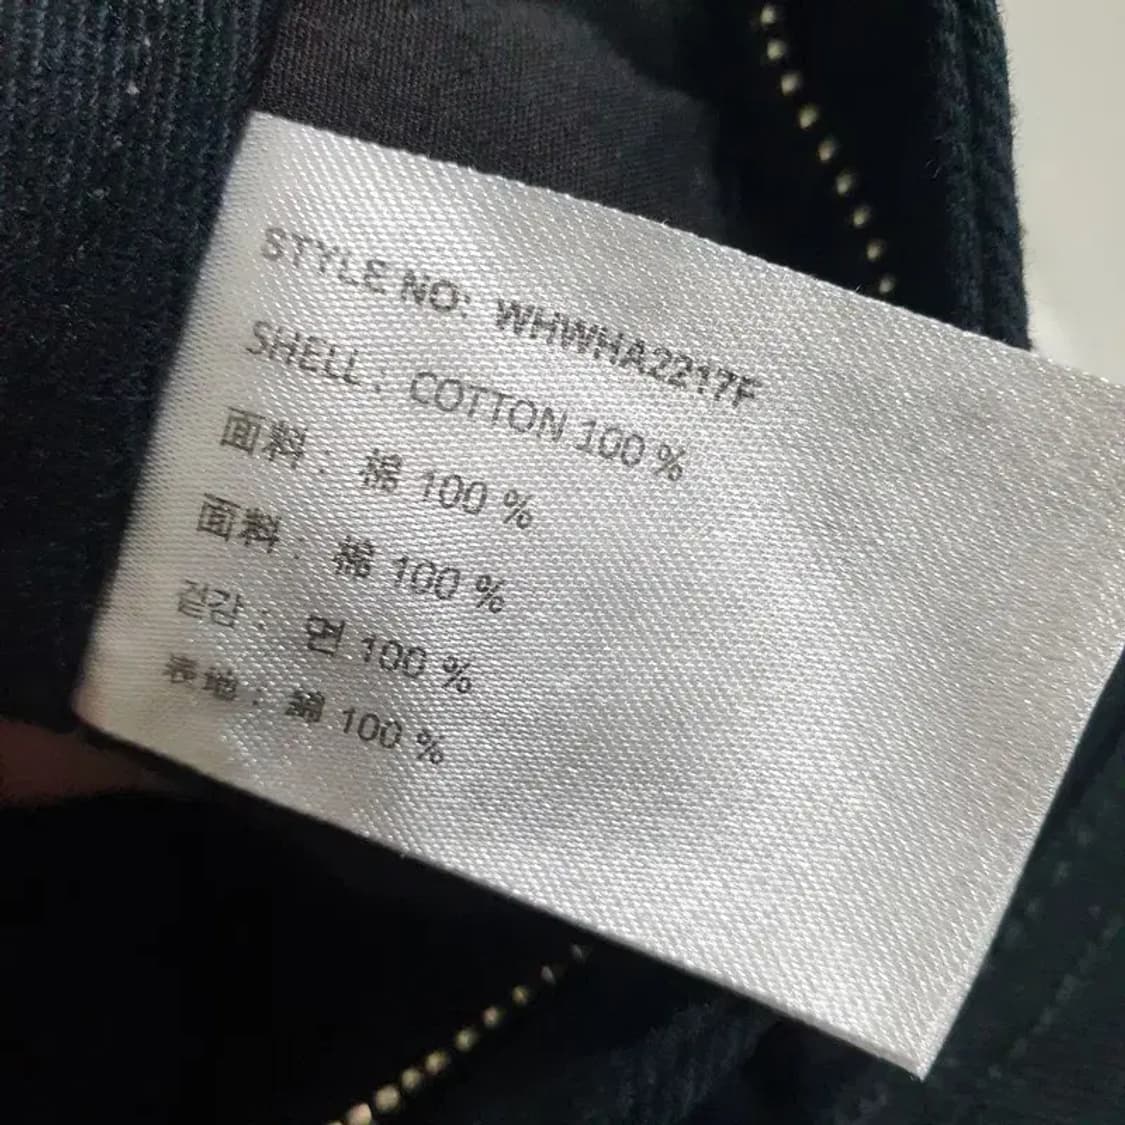 STYLE NO: WHWHA2217F
SHELL: COTTON 100 %
面料: 棉 100 %
面料: 棉 100 %
겉감: 면 100 %
表地: 綿 100 %